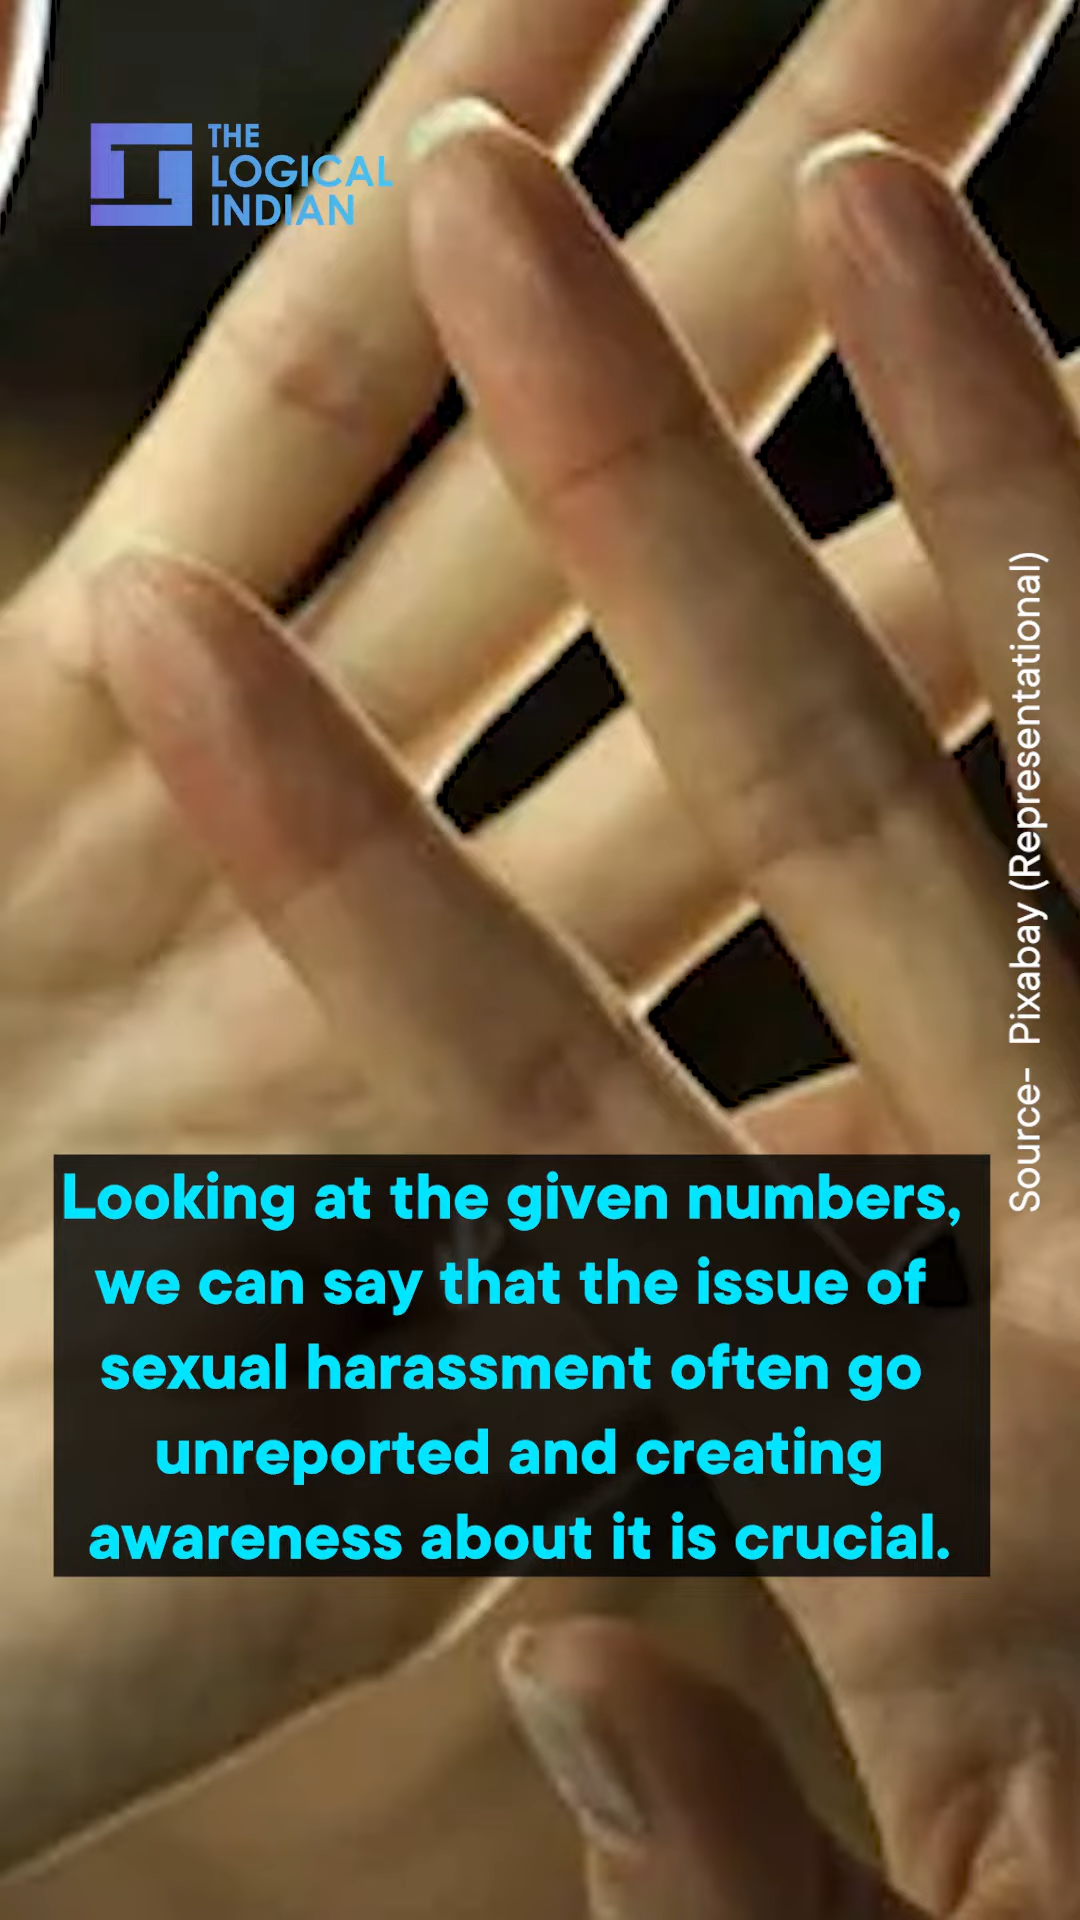 THE
LOGICAL
INDIAN
Source- Pixabay (Representational)
Looking at the given numbers,
we can say that the issue of
sexual harassment often go
unreported and creating
awareness about it is crucial.